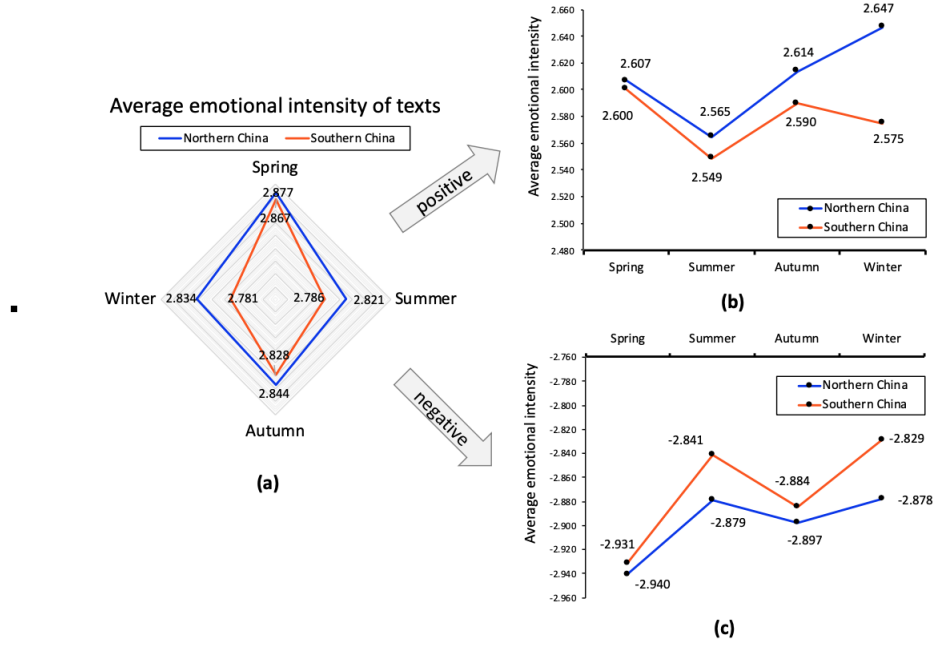 Average emotional intensity of texts
Northern China Southern China
Spring
2.877
2.867
Winter 2.834 2.781 2.786 2.821 Summer
2.828
2.844
Autumn
(a)
positive
negative
Average emotional intensity
2.660
2.640
2.620
2.600
2.580
2.560
2.540
2.520
2.500
2.480
2.607
2.600
2.565
2.549
2.614
2.590
2.647
2.575
Northern China
Southern China
Spring Summer Autumn Winter
(b)
Spring Summer Autumn Winter
Average emotional intensity
-2.760
-2.780
-2.800
-2.820
-2.840
-2.860
-2.880
-2.900
-2.920
-2.940
-2.960
Northern China
Southern China
-2.931
-2.940
-2.841
-2.879
-2.884
-2.897
-2.829
-2.878
(c)